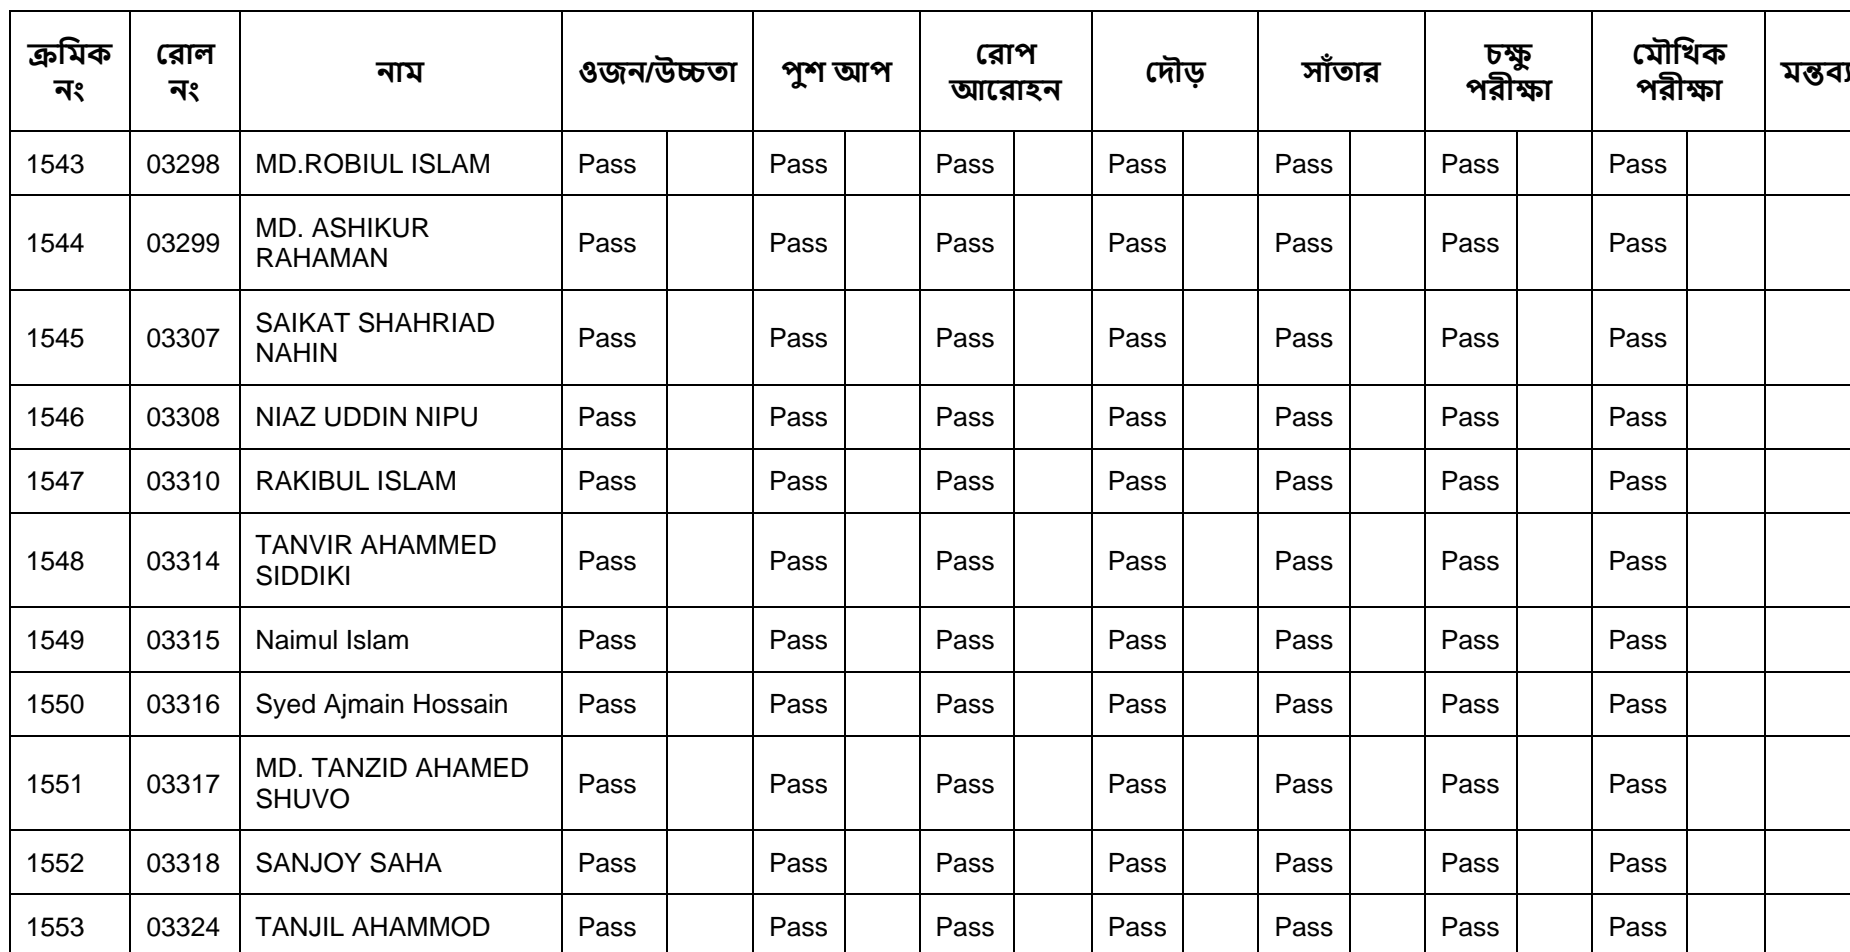 ক্রমিক নং রোল নং নাম ওজন/উচ্চতা পুশ আপ রোপ আরোহন দৌড় সাঁতার চক্ষু পরীক্ষা মৌখিক পরীক্ষা মন্তব্য
1543 03298 MD.ROBIUL ISLAM Pass Pass Pass Pass Pass Pass Pass
1544 03299 MD. ASHIKUR RAHAMAN Pass Pass Pass Pass Pass Pass Pass
1545 03307 SAIKAT SHAHRIAD NAHIN Pass Pass Pass Pass Pass Pass Pass
1546 03308 NIAZ UDDIN NIPU Pass Pass Pass Pass Pass Pass Pass
1547 03310 RAKIBUL ISLAM Pass Pass Pass Pass Pass Pass Pass
1548 03314 TANVIR AHAMMED SIDDIKI Pass Pass Pass Pass Pass Pass Pass
1549 03315 Naimul Islam Pass Pass Pass Pass Pass Pass Pass
1550 03316 Syed Ajmain Hossain Pass Pass Pass Pass Pass Pass Pass
1551 03317 MD. TANZID AHAMED SHUVO Pass Pass Pass Pass Pass Pass Pass
1552 03318 SANJOY SAHA Pass Pass Pass Pass Pass Pass Pass
1553 03324 TANJIL AHAMMOD Pass Pass Pass Pass Pass Pass Pass